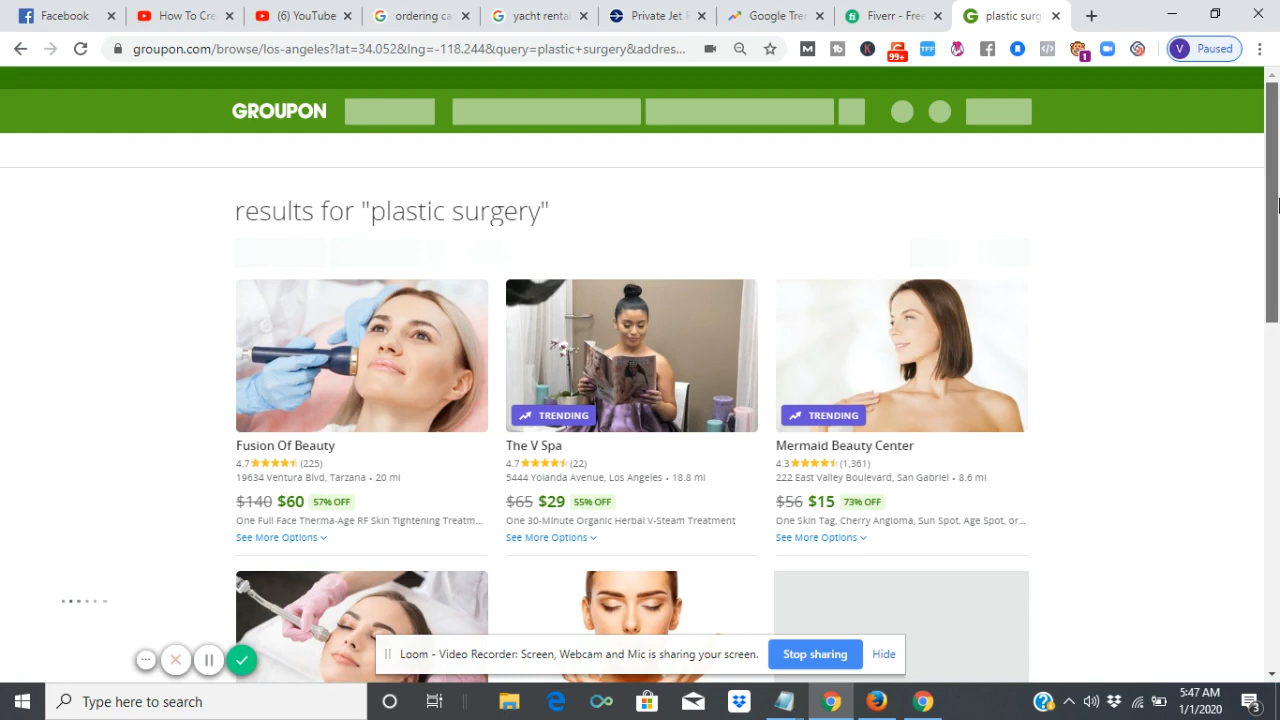 Facebook
How To Cre
(6) YouTube
ordering ca
yacht renta
Private Jet F
Google Tre
Fiverr - Free
plastic surg
groupon.com/browse/los-angeles?lat=34.052&lng=-118.244&query=plastic+surgery&addres...
99+
1
V
Paused
GROUPON
results for "plastic surgery"
TRENDING
TRENDING
Fusion Of Beauty
4.7 (225)
19634 Ventura Blvd, Tarzana • 20 mi
$140 $60 57% OFF
One Full Face Therma-Age RF Skin Tightening Treatm...
See More Options
The V Spa
4.7 (22)
5444 Yolanda Avenue, Los Angeles • 18.8 mi
$65 $29 55% OFF
One 30-Minute Organic Herbal V-Steam Treatment
See More Options
Mermaid Beauty Center
4.3 (1,361)
222 East Valley Boulevard, San Gabriel • 8.6 mi
$56 $15 73% OFF
One Skin Tag, Cherry Angioma, Sun Spot, Age Spot, or...
See More Options
Loom - Video Recorder: Screen, Webcam and Mic is sharing your screen.
Stop sharing
Hide
Type here to search
5:47 AM
1/1/2020
3